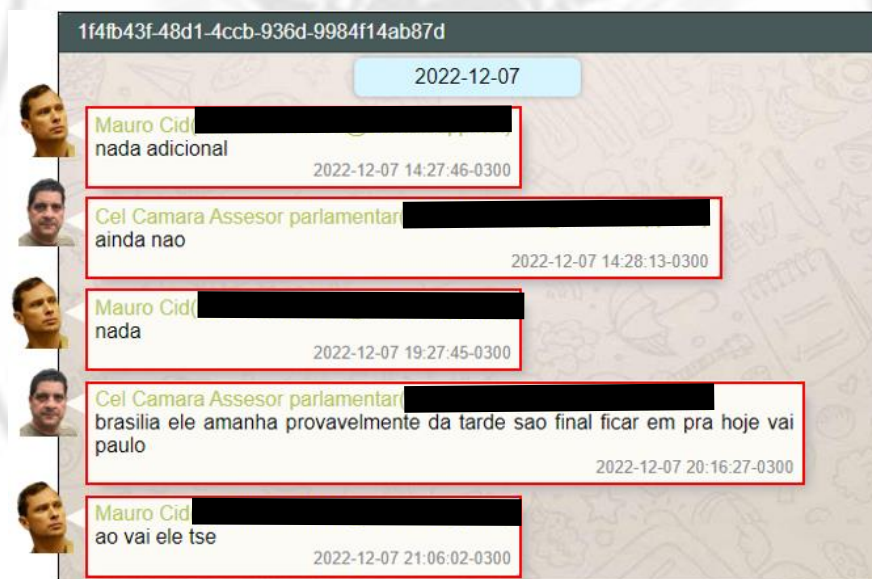 1f4fb43f-48d1-4ccb-936d-9984f14ab87d
2022-12-07
Mauro Cid(
nada adicional
2022-12-07 14:27:46-0300
Cel Camara Assesor parlamentar(
ainda nao
2022-12-07 14:28:13-0300
Mauro Cid(
nada
2022-12-07 19:27:45-0300
Cel Camara Assesor parlamentar(
brasilia ele amanha provavelmente da tarde sao final ficar em pra hoje vai
paulo
2022-12-07 20:16:27-0300
Mauro Cid
ao vai ele tse
2022-12-07 21:06:02-0300